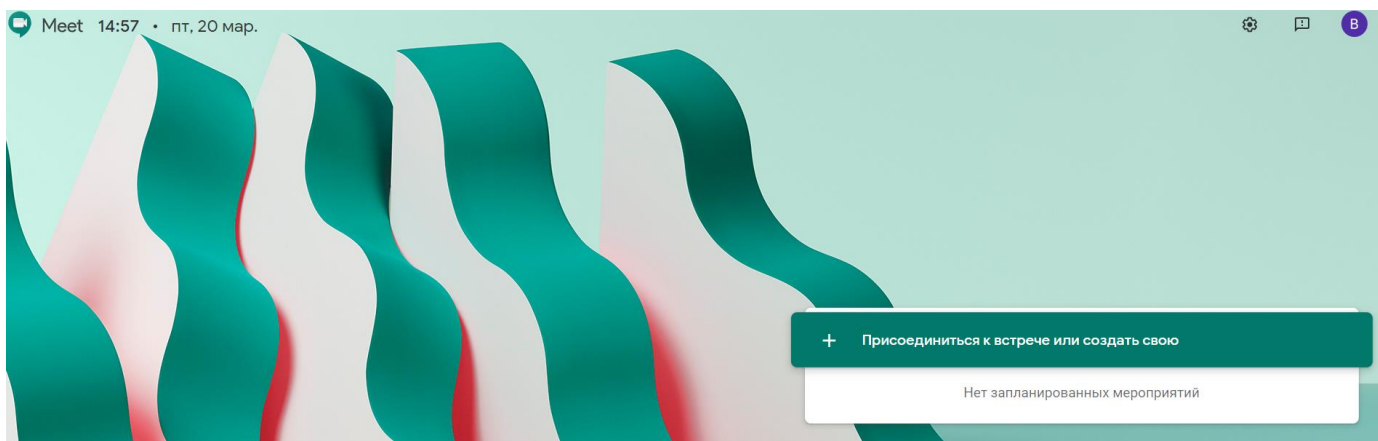 Meet 14:57 • пт, 20 мар.
B
+ Присоединиться к встрече или создать свою
Нет запланированных мероприятий